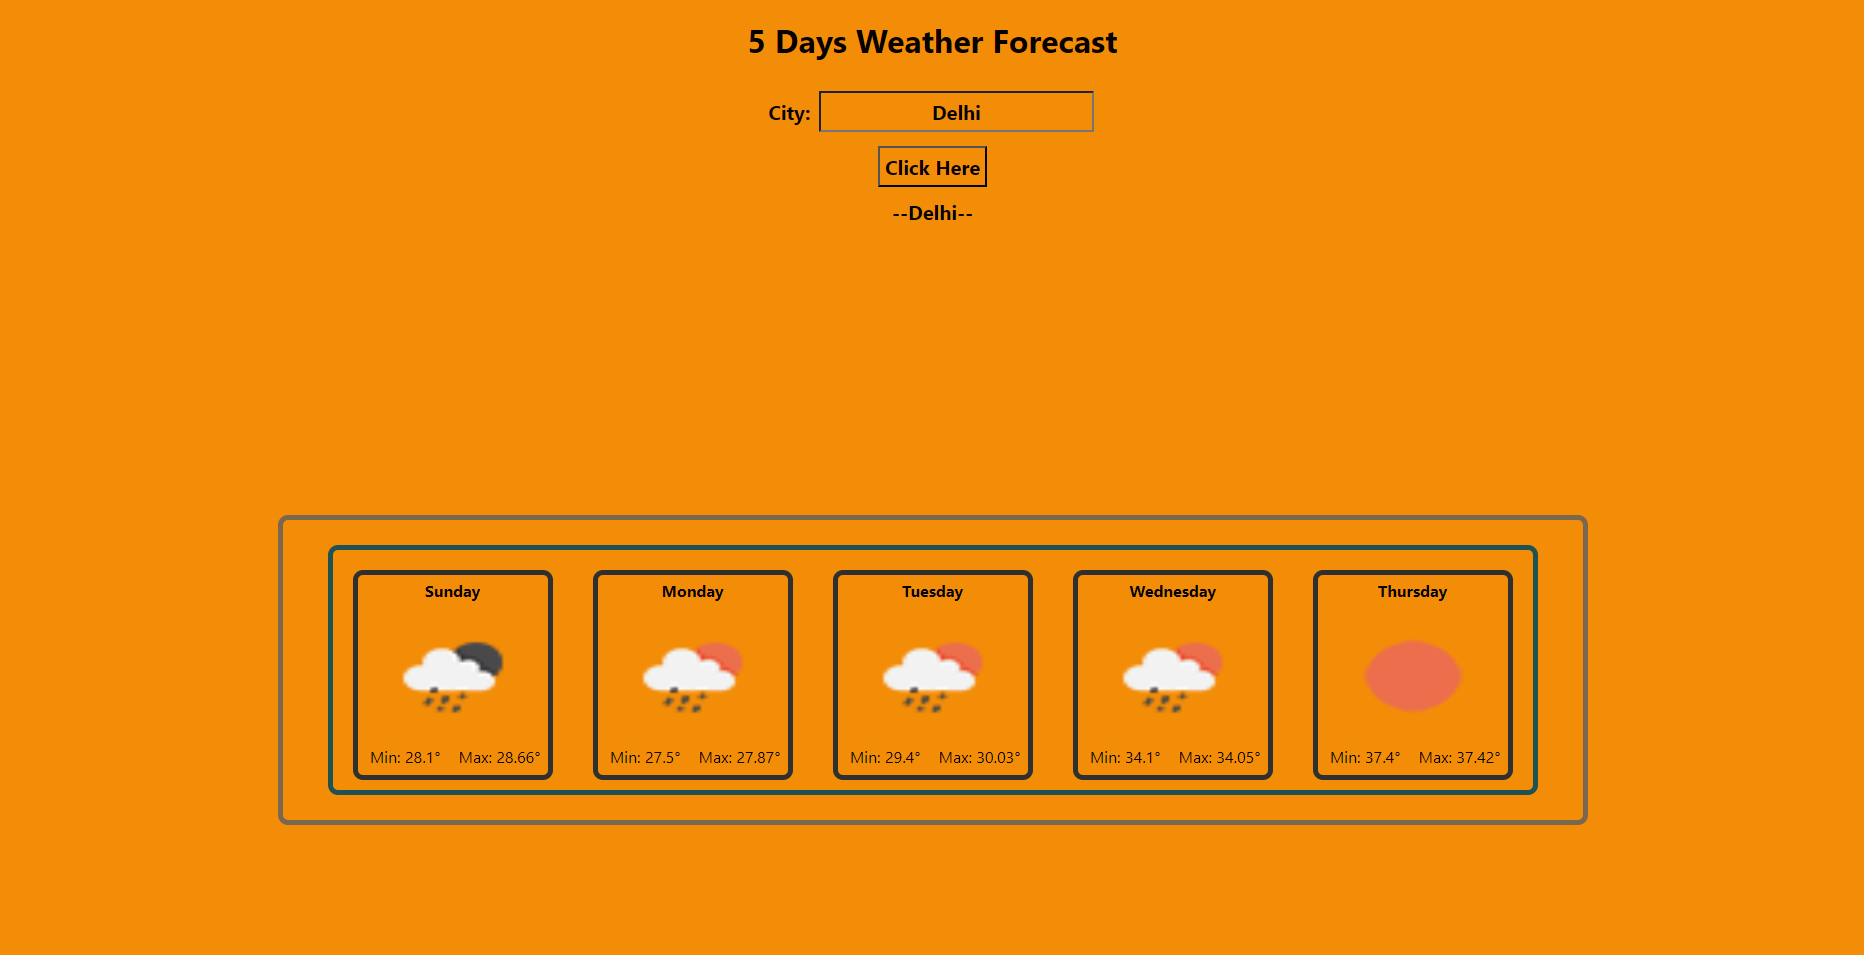 5 Days Weather Forecast
City: Delhi
Click Here
--Delhi--
Sunday Monday Tuesday Wednesday Thursday
Min: 28.1° Max: 28.66° Min: 27.5° Max: 27.87° Min: 29.4° Max: 30.03° Min: 34.1° Max: 34.05° Min: 37.4° Max: 37.42°